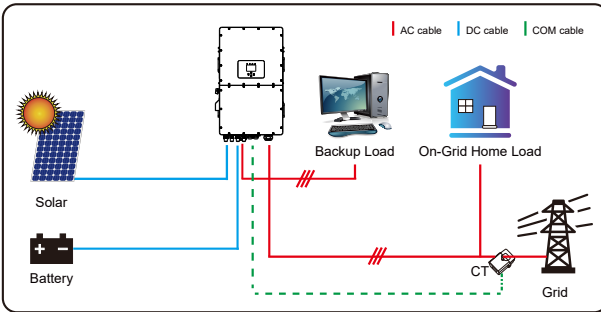 AC cable
DC cable
COM cable
Backup Load
On-Grid Home Load
Solar
Battery
CT
Grid